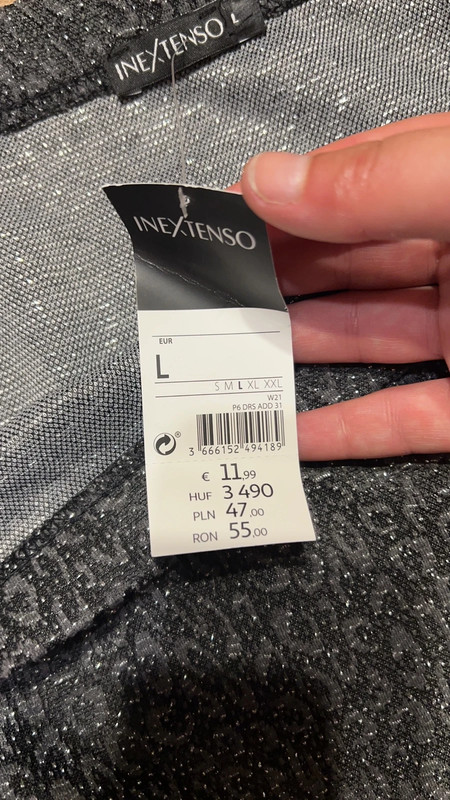 INEXTENSO L
INEXTENSO
EUR
L
S M L XL XXL
W21
P6 DRS ADD 31
3 666152 494189
€ 11,99
HUF 3 490
PLN 47,00
RON 55,00